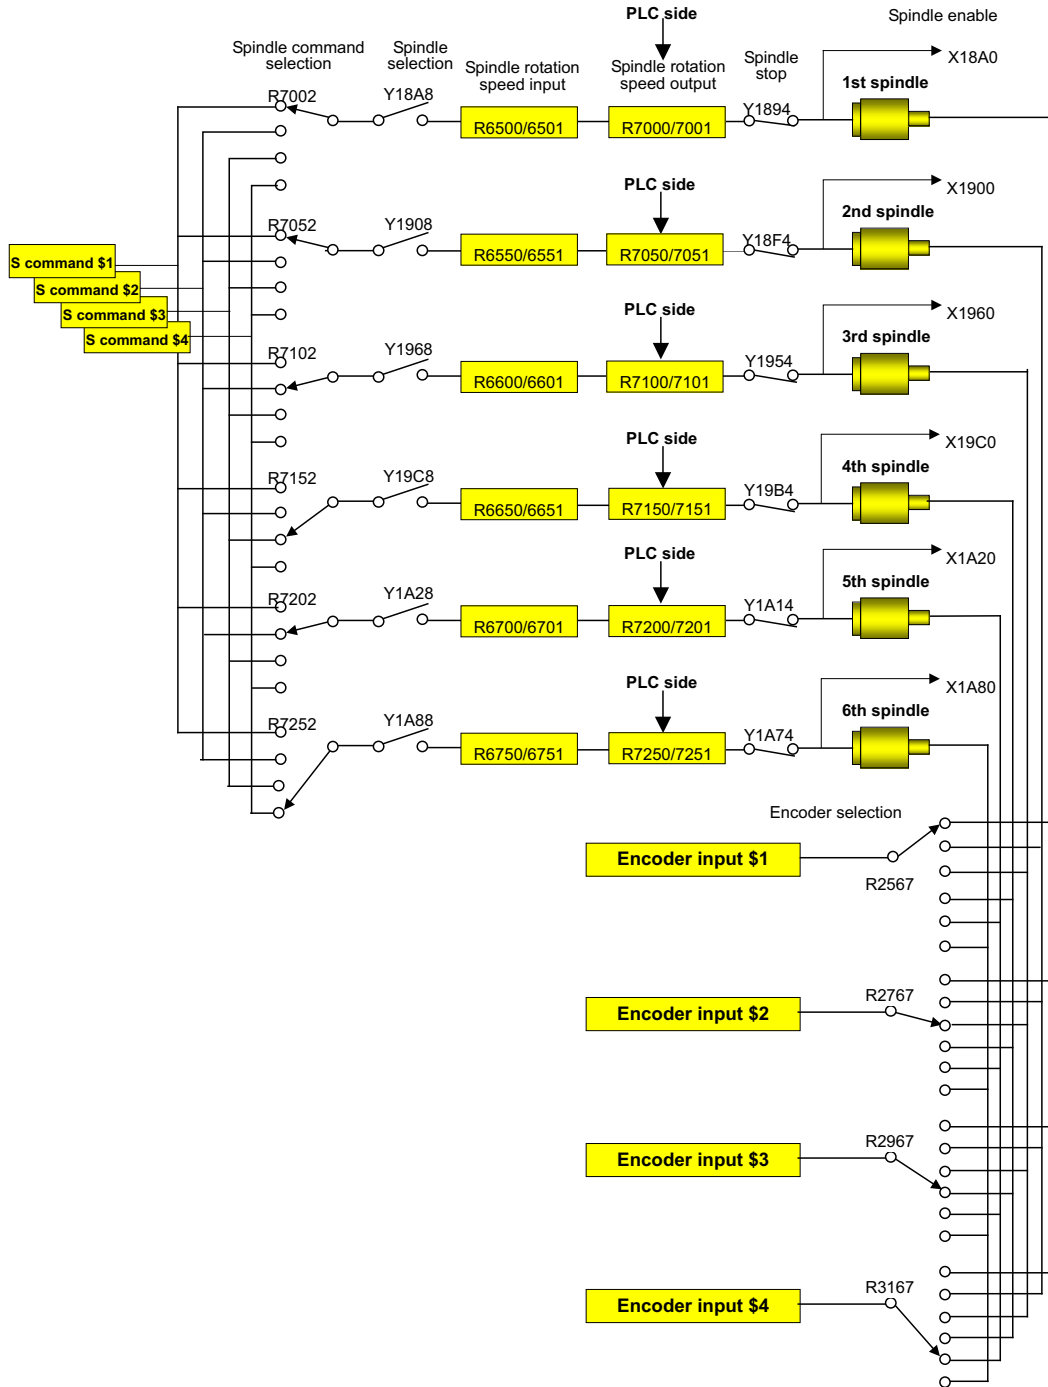 PLC side
Spindle enable
Spindle command
selection
Spindle
selection
Spindle rotation
speed input
Spindle rotation
speed output
Spindle
stop
X18A0
1st spindle
R7002
Y18A8
R6500/6501
R7000/7001
Y1894
PLC side
X1900
2nd spindle
R7052
Y1908
R6550/6551
R7050/7051
Y18F4
S command $1
S command $2
S command $3
S command $4
PLC side
X1960
3rd spindle
R7102
Y1968
R6600/6601
R7100/7101
Y1954
PLC side
X19C0
4th spindle
R7152
Y19C8
R6650/6651
R7150/7151
Y19B4
PLC side
X1A20
5th spindle
R7202
Y1A28
R6700/6701
R7200/7201
Y1A14
PLC side
X1A80
6th spindle
R7252
Y1A88
R6750/6751
R7250/7251
Y1A74
Encoder selection
Encoder input $1
R2567
Encoder input $2
R2767
Encoder input $3
R2967
Encoder input $4
R3167